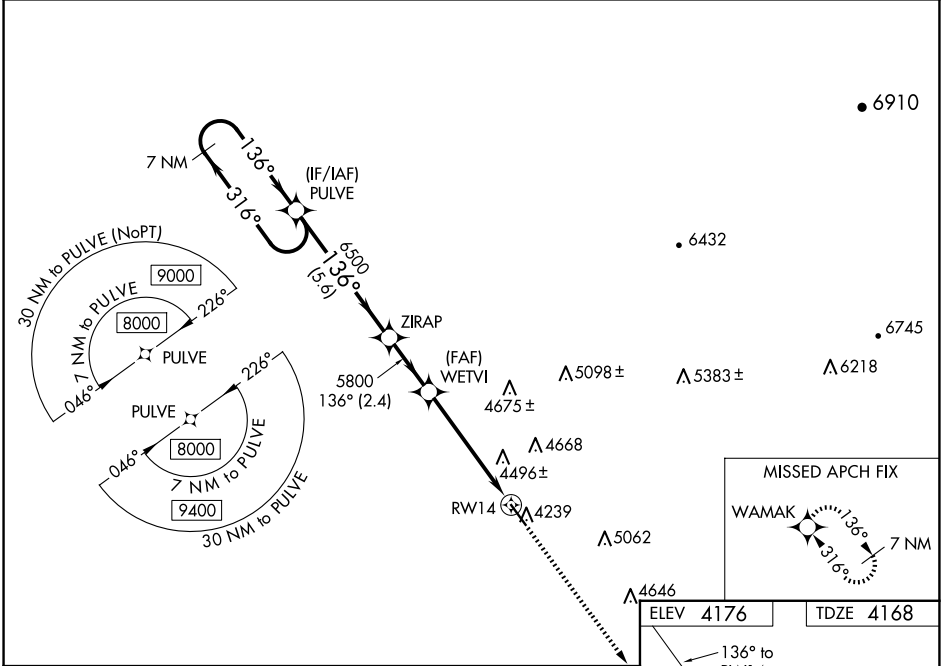 6910
7 NM
136°
316°
(IF/IAF)
PULVE
6432
30 NM to PULVE (NoPT)
9000
226°
7 NM to PULVE
8000
PULVE
046°
6500
136°
(5.6)
ZIRAP
6745
(FAF)
WETVI
5800
136° (2.4)
5098 ±
5383 ±
6218
4675 ±
226°
PULVE
8000
046°
7 NM to PULVE
9400
30 NM to PULVE
4668
4496±
RW14
4239
5062
MISSED APCH FIX
WAMAK
136°
316°
7 NM
4646
ELEV 4176
TDZE 4168
136° to